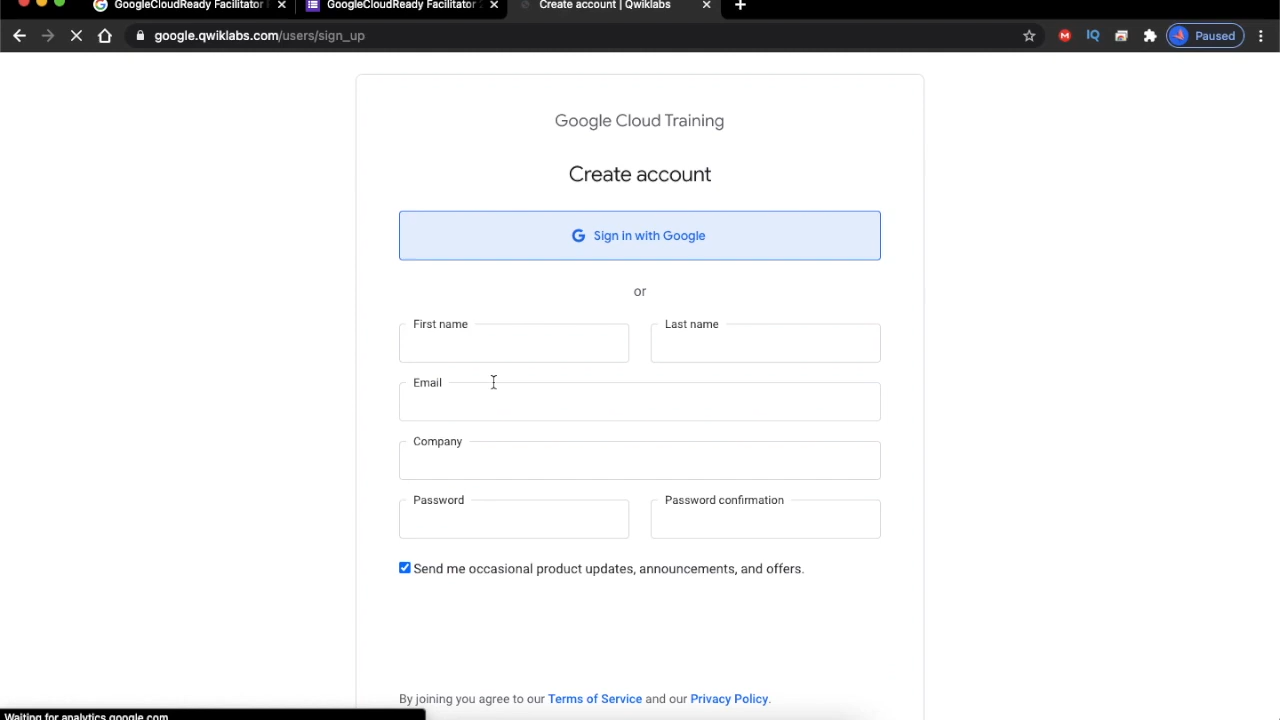 GoogleCloudReady Facilitator
GoogleCloudReady Facilitator
Create account | Qwiklabs
google.qwiklabs.com/users/sign_up
Paused
Google Cloud Training
Create account
Sign in with Google
or
First name
Last name
Email
Company
Password
Password confirmation
Send me occasional product updates, announcements, and offers.
By joining you agree to our Terms of Service and our Privacy Policy.
Waiting for analytics.google.com